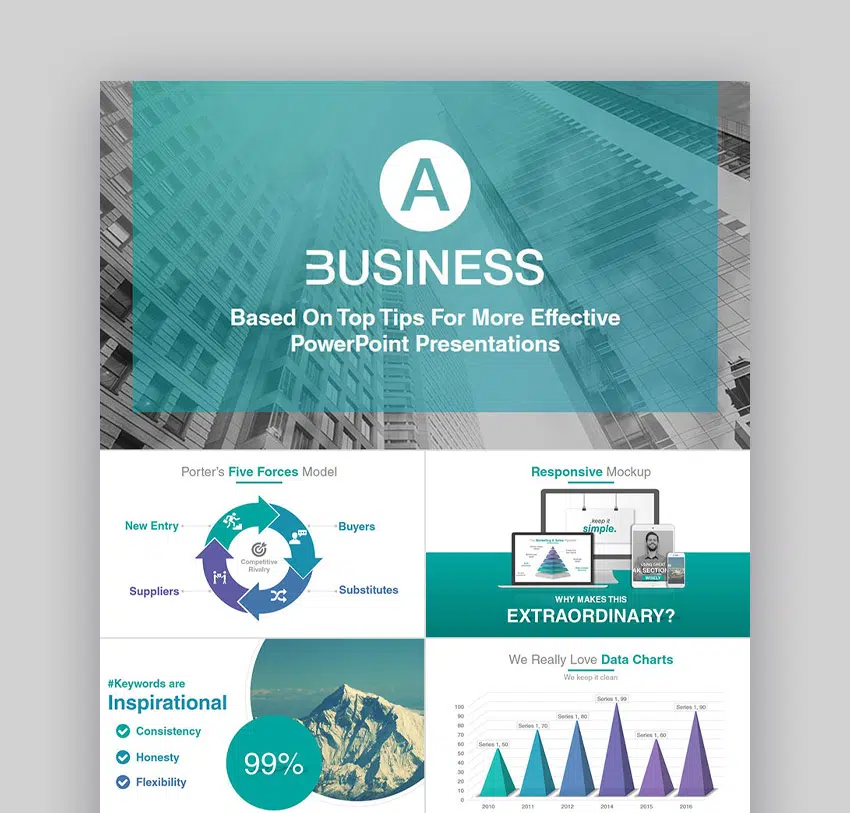 A
BUSINESS
Based On Top Tips For More Effective
PowerPoint Presentations
Porter's Five Forces Model
New Entry
Buyers
Competitive
Rivalry
Suppliers
Substitutes
Responsive Mockup
keep it
simple.
WHY MAKES THIS
EXTRAORDINARY?
#Keywords are
Inspirational
Consistency
Honesty
Flexibility
99%
We Really Love Data Charts
We keep it clean
Series 1, 50
Series 1, 70
Series 1, 80
Series 1, 99
Series 1, 60
Series 1, 90
100
90
80
70
60
50
40
30
20
10
0
2010
2011
2012
2014
2015
2016